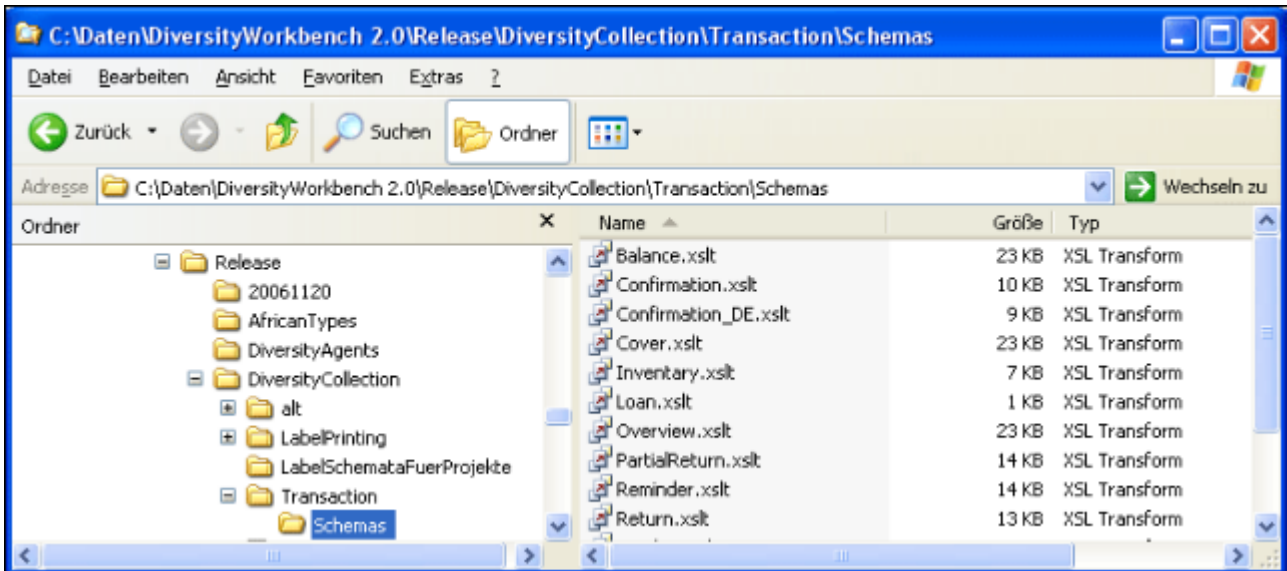 C:\Daten\DiversityWorkbench 2.0\Release\DiversityCollection\Transaction\Schemas
Datei Bearbeiten Ansicht Favoriten Extras ?
Zurück Suchen Ordner
Adresse C:\Daten\DiversityWorkbench 2.0\Release\DiversityCollection\Transaction\Schemas Wechseln zu
Ordner
Release
20061120
AfricanTypes
DiversityAgents
DiversityCollection
alt
LabelPrinting
LabelSchemataFuerProjekte
Transaction
Schemas
Name Größe Typ
Balance.xslt 23 KB XSL Transform
Confirmation.xslt 10 KB XSL Transform
Confirmation_DE.xslt 9 KB XSL Transform
Cover.xslt 23 KB XSL Transform
Inventory.xslt 7 KB XSL Transform
Loan.xslt 1 KB XSL Transform
Overview.xslt 23 KB XSL Transform
PartialReturn.xslt 14 KB XSL Transform
Reminder.xslt 14 KB XSL Transform
Return.xslt 13 KB XSL Transform